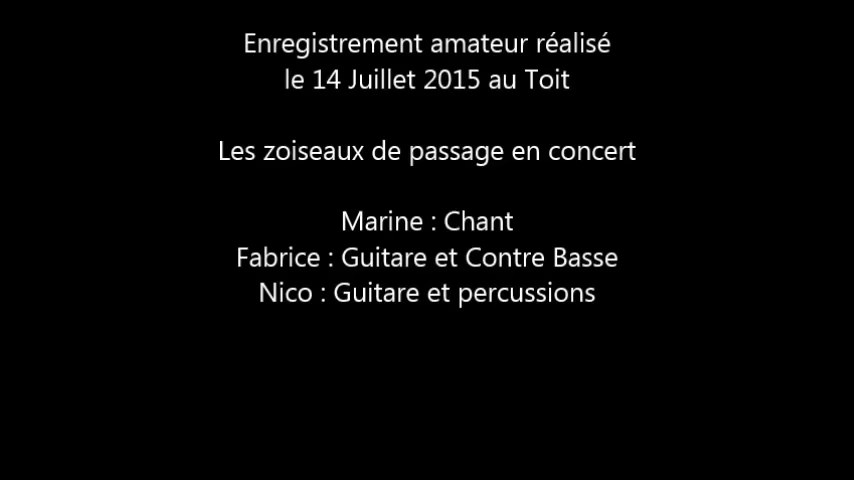 Enregistrement amateur réalisé
le 14 Juillet 2015 au Toit
Les zoiseaux de passage en concert
Marine : Chant
Fabrice : Guitare et Contre Basse
Nico : Guitare et percussions